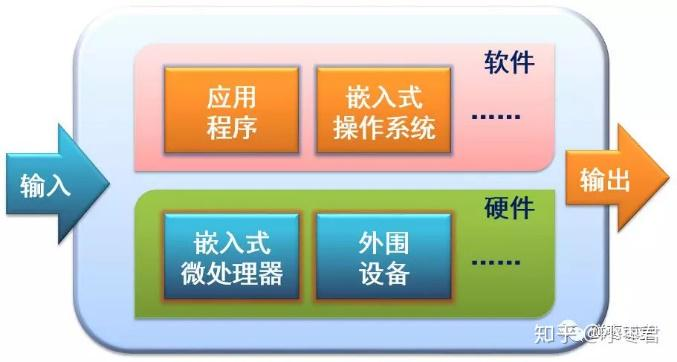 软件
应用
程序
嵌入式
操作系统
······
输入
输出
硬件
嵌入式
微处理器
外围
设备
······
知乎